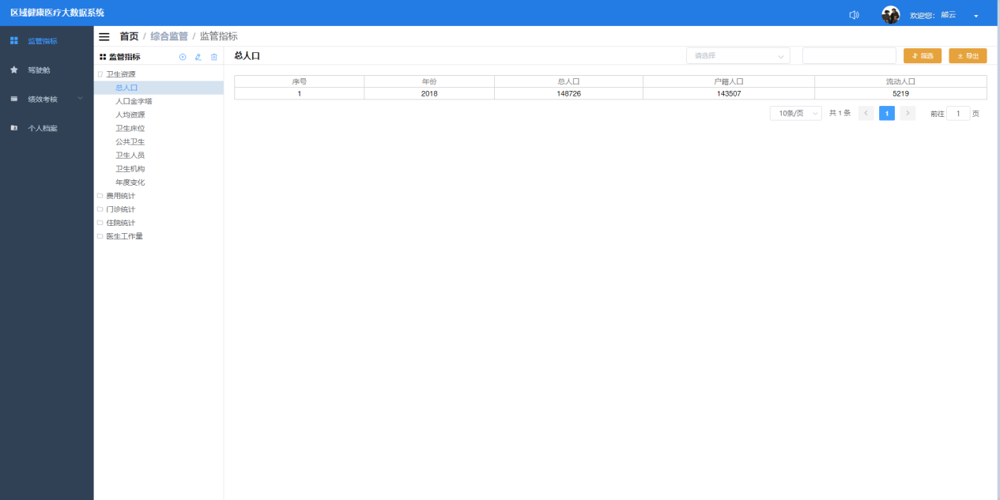 区域健康医疗大数据系统
欢迎您: 熊云
监管指标
驾驶舱
绩效考核
个人档案
首页 / 综合监管 / 监管指标
监管指标
卫生资源
总人口
人口金字塔
人均资源
卫生床位
公共卫生
卫生人员
卫生机构
年度变化
费用统计
门诊统计
住院统计
医生工作量
总人口
请选择
筛选
导出
序号 年份 总人口 户籍人口 流动人口
1 2018 148726 143507 5219
10条/页 共 1 条 < 1 > 前往 1 页